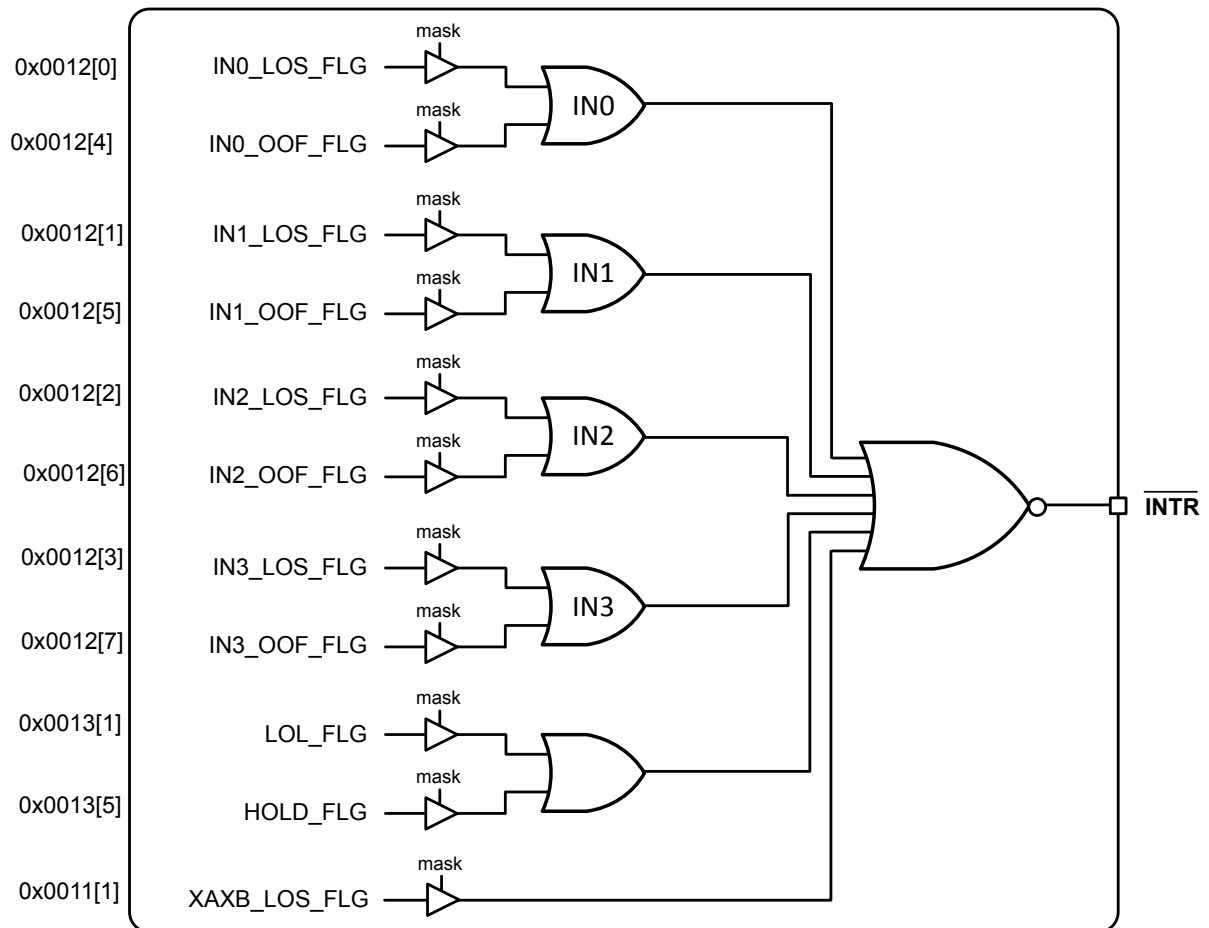 mask
0x0012[0] IN0_LOS_FLG
IN0
mask
0x0012[4] IN0_OOF_FLG
mask
0x0012[1] IN1_LOS_FLG
IN1
mask
0x0012[5] IN1_OOF_FLG
mask
0x0012[2] IN2_LOS_FLG
IN2
mask
0x0012[6] IN2_OOF_FLG
INTR
mask
0x0012[3] IN3_LOS_FLG
IN3
mask
0x0012[7] IN3_OOF_FLG
mask
0x0013[1] LOL_FLG
mask
0x0013[5] HOLD_FLG
mask
0x0011[1] XAXB_LOS_FLG